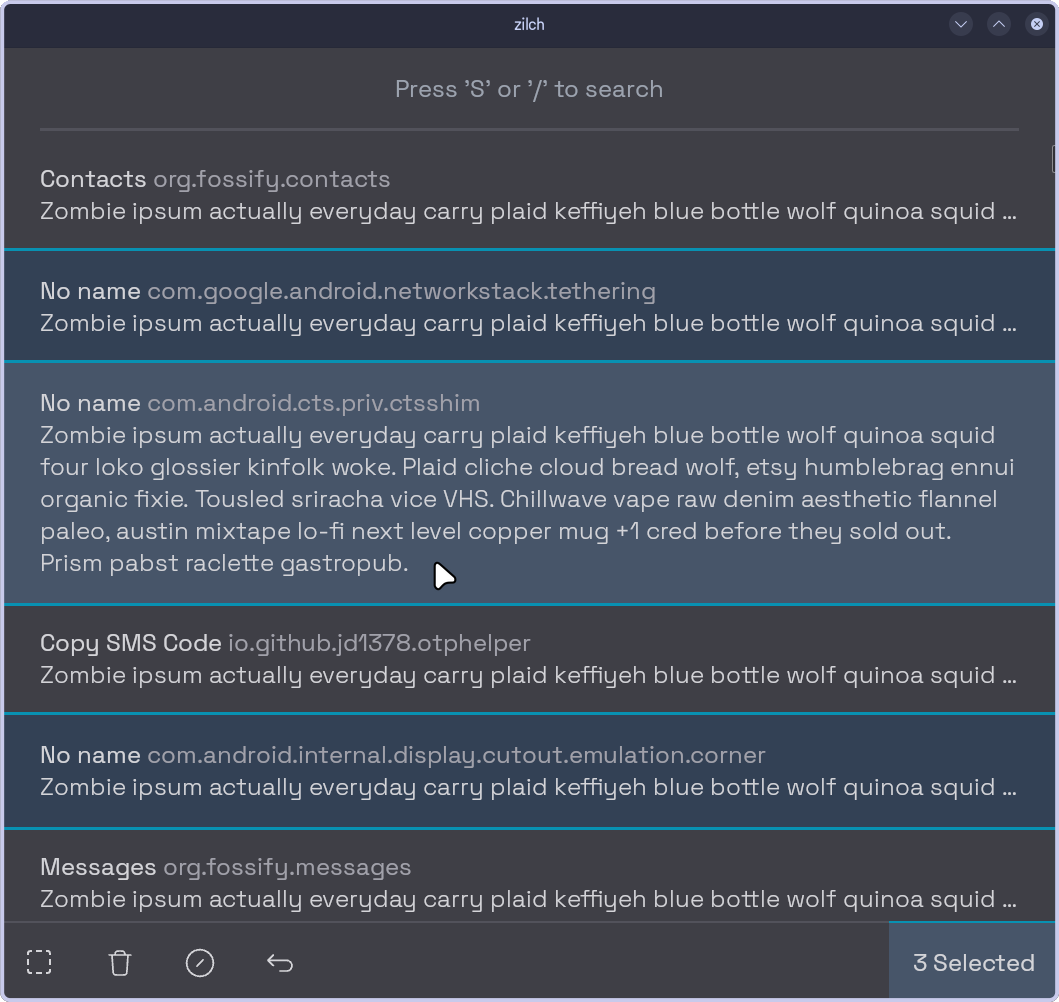 zilch
Press 'S' or '/' to search
Contacts org.fossify.contacts
Zombie ipsum actually everyday carry plaid keffiyeh blue bottle wolf quinoa squid ...
No name com.google.android.networkstack.tethering
Zombie ipsum actually everyday carry plaid keffiyeh blue bottle wolf quinoa squid ...
No name com.android.cts.priv.ctsshim
Zombie ipsum actually everyday carry plaid keffiyeh blue bottle wolf quinoa squid
four loko glossier kinfolk woke. Plaid cliche cloud bread wolf, etsy humblebrag ennui
organic fixie. Tousled sriracha vice VHS. Chillwave vape raw denim aesthetic flannel
paleo, austin mixtape lo-fi next level copper mug +1 cred before they sold out.
Prism pabst raclette gastropub.
Copy SMS Code io.github.jd1378.otphelper
Zombie ipsum actually everyday carry plaid keffiyeh blue bottle wolf quinoa squid ...
No name com.android.internal.display.cutout.emulation.corner
Zombie ipsum actually everyday carry plaid keffiyeh blue bottle wolf quinoa squid ...
Messages org.fossify.messages
Zombie ipsum actually everyday carry plaid keffiyeh blue bottle wolf quinoa squid ...
3 Selected